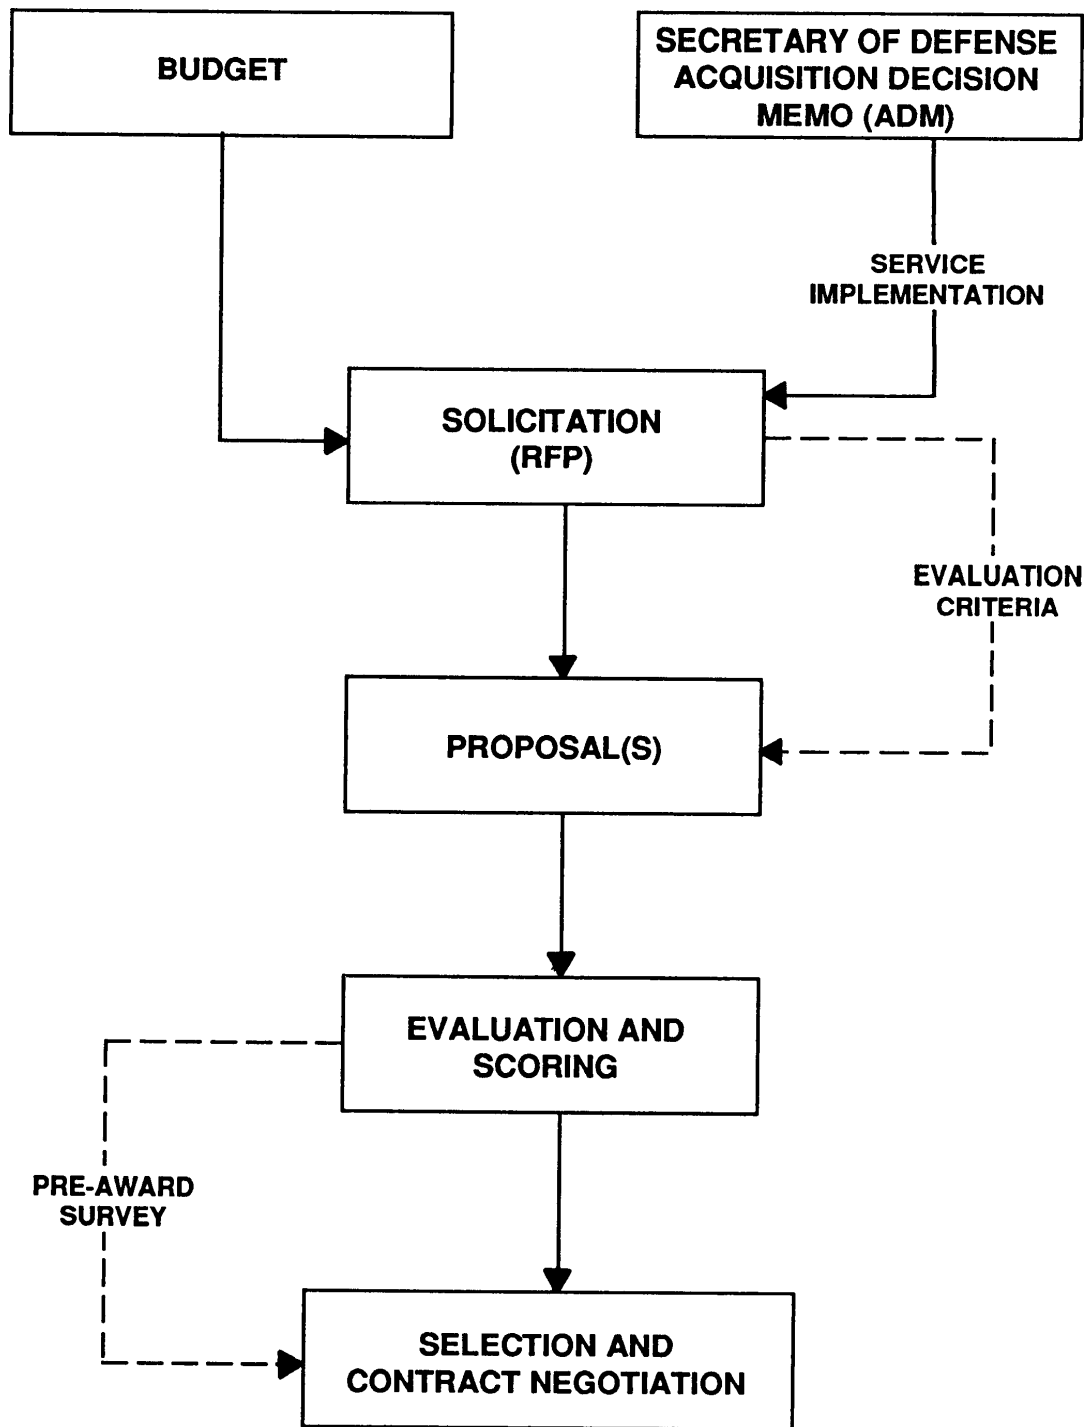 BUDGET
SECRETARY OF DEFENSE
ACQUISITION DECISION
MEMO (ADM)
SERVICE
IMPLEMENTATION
SOLICITATION
(RFP)
EVALUATION
CRITERIA
PROPOSAL(S)
EVALUATION AND
SCORING
PRE-AWARD
SURVEY
SELECTION AND
CONTRACT NEGOTIATION